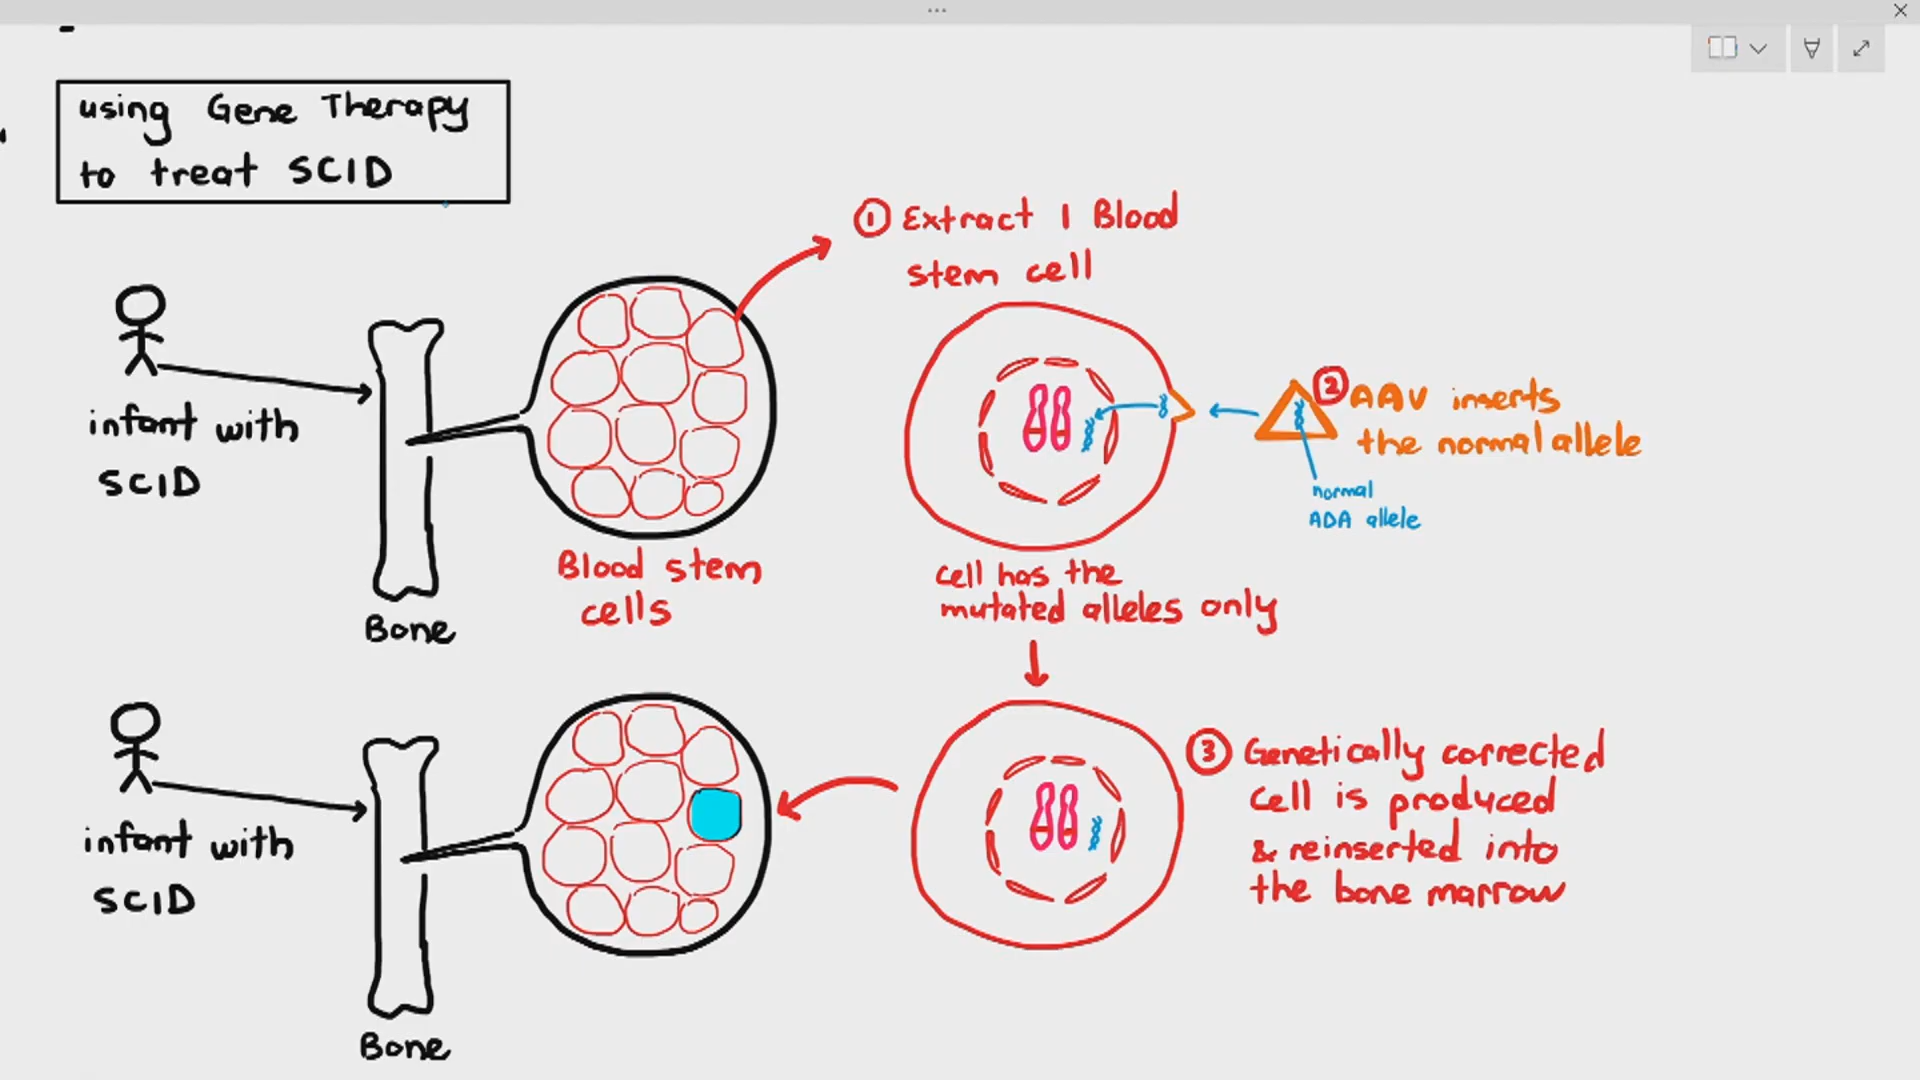 using Gene Therapy
to treat SCID
① Extract 1 Blood
stem cell
infant with
SCID
Bone
Blood stem
cells
② AAV inserts
the normal allele
normal
ADA allele
cell has the
mutated alleles only
infant with
SCID
Bone
③ Genetically corrected
cell is produced
& reinserted into
the bone marrow